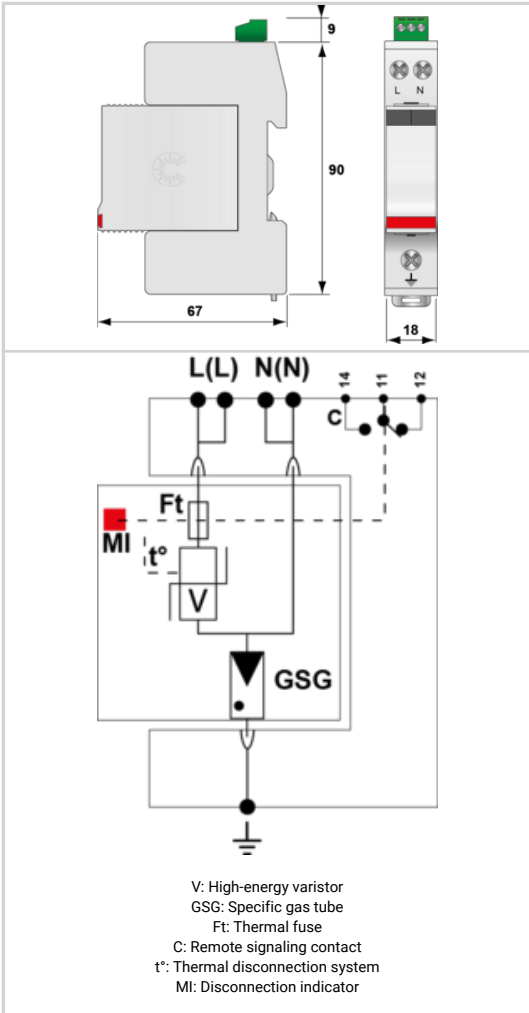 9
L N
90
67
18
L(L) N(N)
14 11 12
C
Ft
MI
t°
V
GSG
V: High-energy varistor
GSG: Specific gas tube
Ft: Thermal fuse
C: Remote signaling contact
t°: Thermal disconnection system
MI: Disconnection indicator